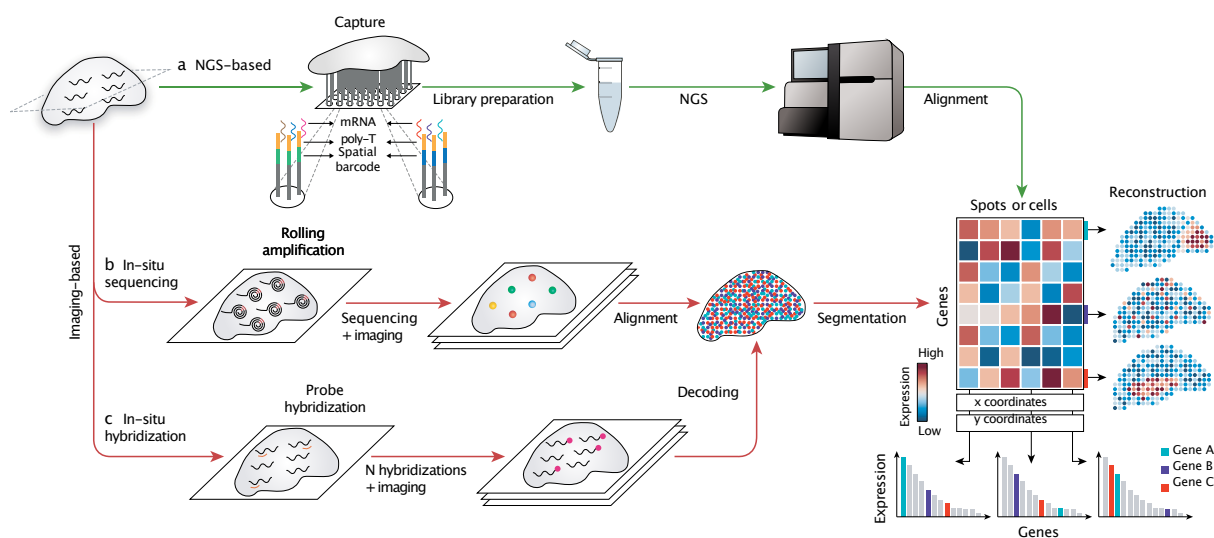 Capture
a NGS-based
Library preparation
NGS
Alignment
mRNA
poly-T
Spatial
barcode
Spots or cells
Reconstruction
Imaging-based
Rolling
amplification
b In-situ
sequencing
Sequencing
+ imaging
Alignment
Segmentation
Genes
High
Expression
Low
Probe
hybridization
Decoding
c In-situ
hybridization
N hybridizations
+ imaging
x coordinates
y coordinates
Gene A
Gene B
Gene C
Expression
Genes